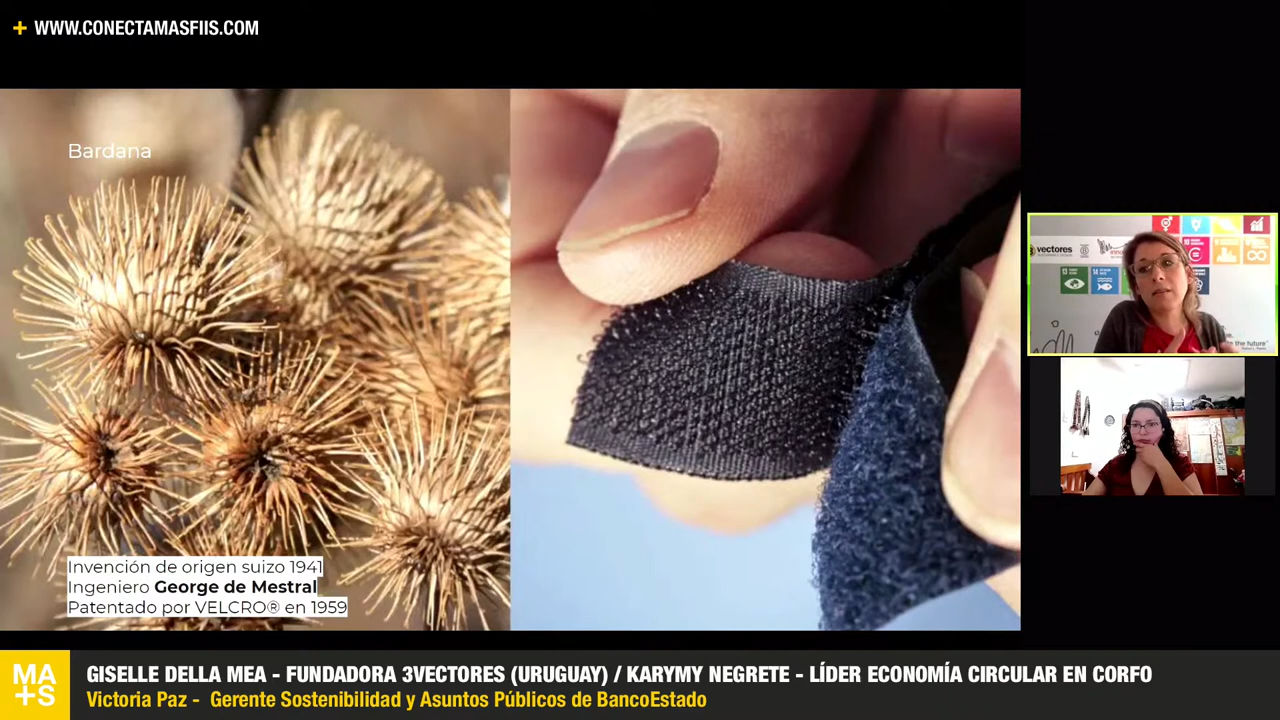 + WWW.CONECTAMASFIIS.COM
Bardana
Invención de origen suizo 1941
Ingeniero George de Mestral
Patentado por VELCRO® en 1959
vectores
MA
+S
GISELLE DELLA MEA - FUNDADORA 3VECTORES (URUGUAY) / KARYMY NEGRETE - LÍDER ECONOMÍA CIRCULAR EN CORFO
Victoria Paz - Gerente Sostenibilidad y Asuntos Públicos de BancoEstado